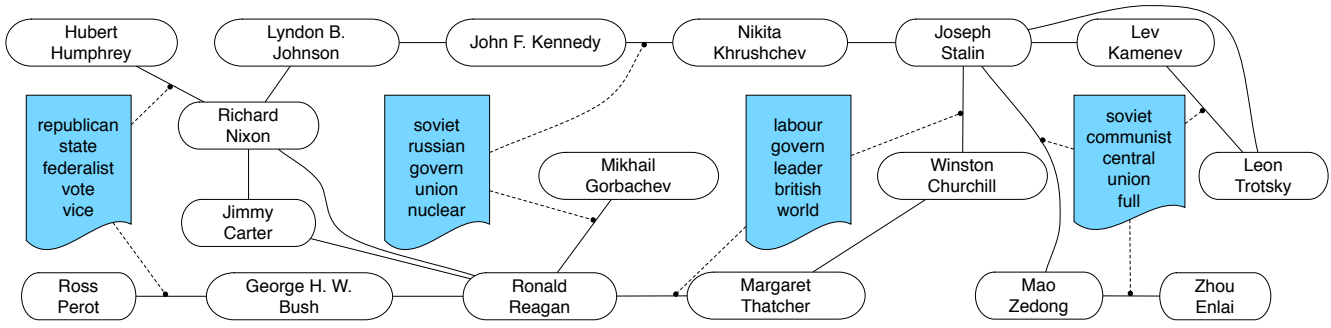 Hubert
Humphrey
Lyndon B.
Johnson
John F. Kennedy
Nikita
Khrushchev
Joseph
Stalin
Lev
Kamenev
republican
state
federalist
vote
vice
Richard
Nixon
soviet
russian
govern
union
nuclear
Mikhail
Gorbachev
labour
govern
leader
british
world
Winston
Churchill
soviet
communist
central
union
full
Leon
Trotsky
Jimmy
Carter
Ross
Perot
George H. W.
Bush
Ronald
Reagan
Margaret
Thatcher
Mao
Zedong
Zhou
Enlai